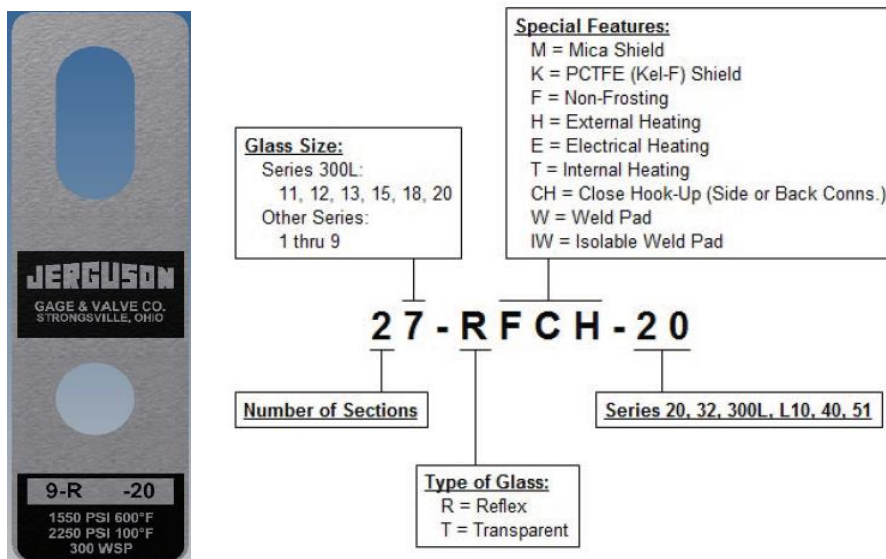 JERGUSON
GAGE & VALVE CO.
STRONGSVILLE, OHIO
9-R -20
1550 PSI 600°F
2250 PSI 100°F
300 WSP
Special Features:
M = Mica Shield
K = PCTFE (Kel-F) Shield
F = Non-Frosting
H = External Heating
E = Electrical Heating
T = Internal Heating
CH = Close Hook-Up (Side or Back Conns.)
W = Weld Pad
IW = Isolable Weld Pad
Glass Size:
Series 300L:
11, 12, 13, 15, 18, 20
Other Series:
1 thru 9
27-RFCH-20
Number of Sections
Series 20, 32, 300L, L10, 40, 51
Type of Glass:
R = Reflex
T = Transparent